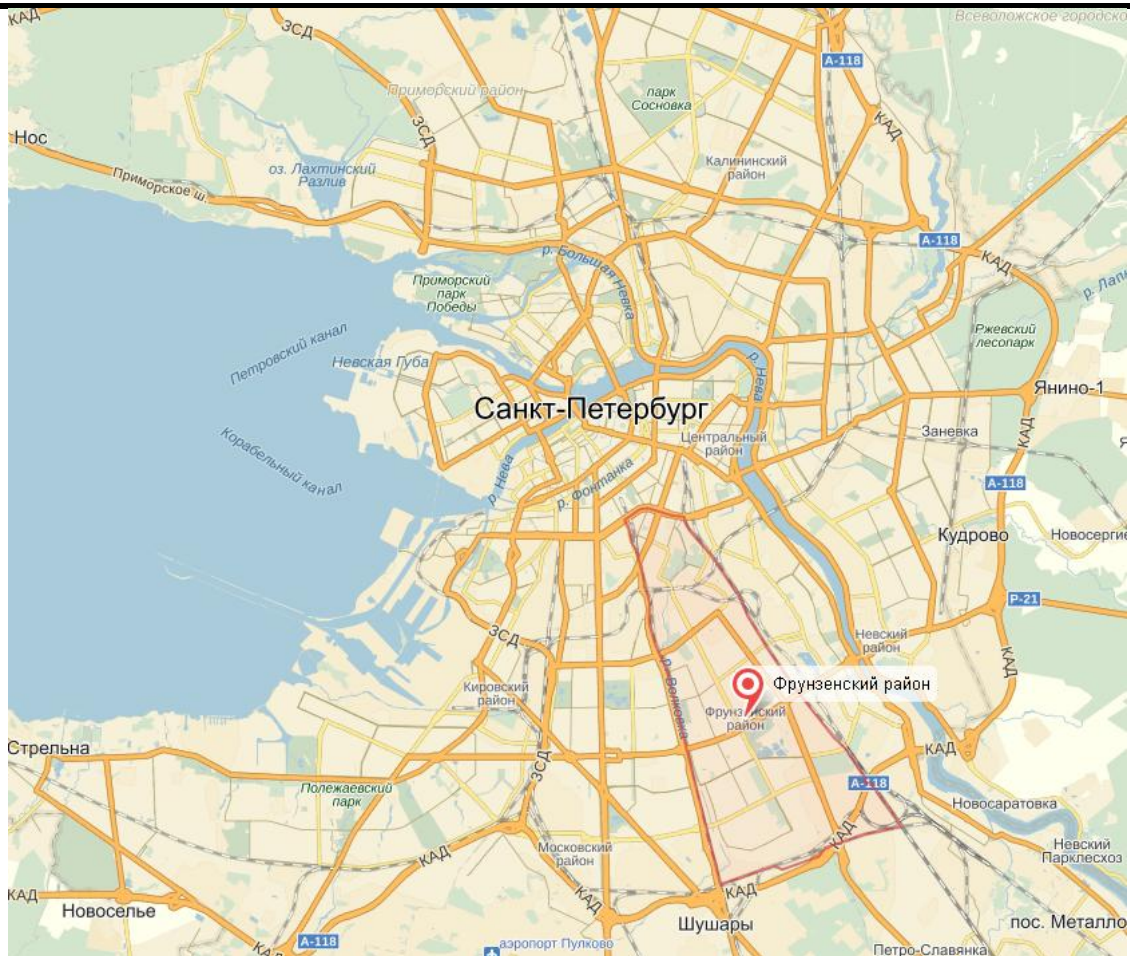 КАД
ЗСД
А-118
Всеволожское городско
Приморский район
парк
Сосновка
КАД
Нос
оз. Лахтинский
Разлив
ЗСД
Калининский
район
Приморское ш.
А-118
КАД
р. Большая Невка
Приморский
парк
Победы
р. Лапк
Ржевский
лесопарк
Петровский канал
Невская Губа
р. Нева
Янино-1
Санкт-Петербург
Центральный
район
Заневка
КАД
Корабельный канал
р. Нева
р. Фонтанка
А-118
Кудрово
Новосергие
Р-21
ЗСД
Невский
район
КАД
р. Волковка
Фрунзенский район
Кировский
район
Фрунзенский
район
Стрельна
КАД
ЗСД
А-118
Полежаевский
парк
Новосаратовка
КАД
Московский
район
Невский
Парклесхоз
КАД
КАД
КАД
КАД
Новоселье
Шушары
пос. Металло
КАД
А-118
аэропорт Пулково
Петро-Славянка